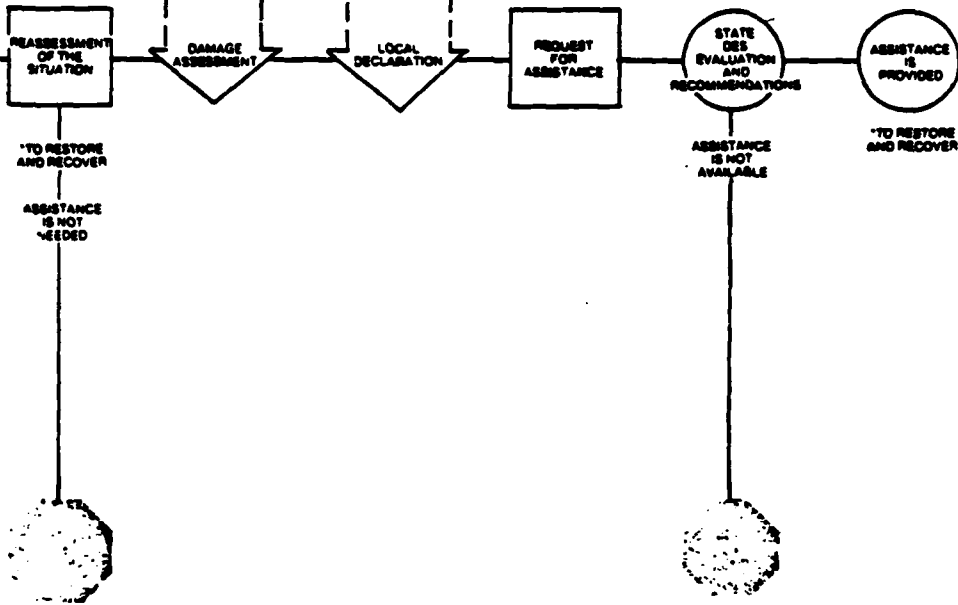 REASSESSMENT
OF THE
SITUATION
DAMAGE
ASSESSMENT
LOCAL
DECLARATION
REQUEST
FOR
ASSISTANCE
STATE
DES
EVALUATION
AND
RECOMMENDATIONS
ASSISTANCE
IS
PROVIDED
*TO RESTORE
AND RECOVER
ASSISTANCE
IS NOT
NEEDED
ASSISTANCE
IS NOT
AVAILABLE
*TO RESTORE
AND RECOVER